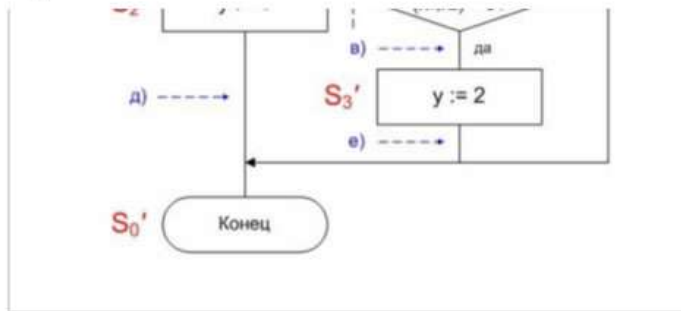 в) да
д) S₃′ y := 2
е)
S₀′ Конец